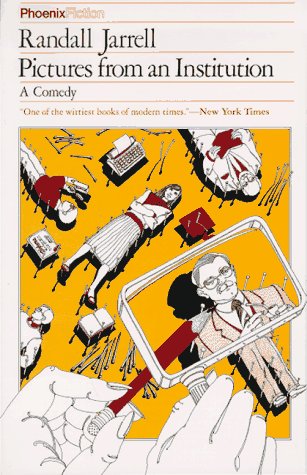 PhoenixFiction
Randall Jarrell
Pictures from an Institution
A Comedy
"One of the wittiest books of modern times."—New York Times